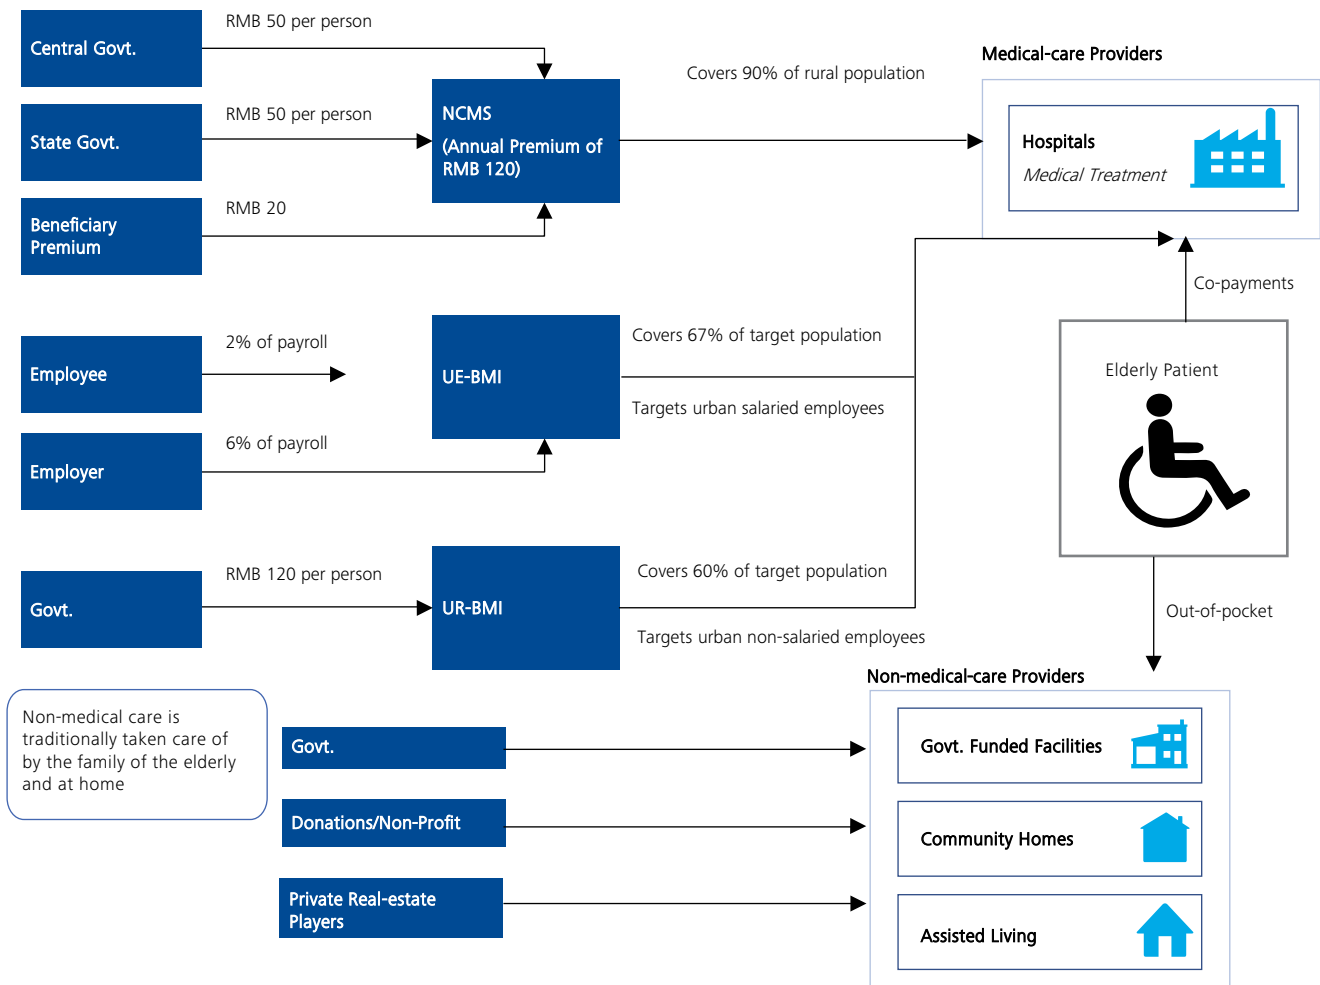 Central Govt.
RMB 50 per person
State Govt.
RMB 50 per person
Beneficiary
Premium
RMB 20
NCMS
(Annual Premium of
RMB 120)
Covers 90% of rural population
Medical-care Providers
Hospitals
Medical Treatment
Co-payments
Employee
2% of payroll
Employer
6% of payroll
UE-BMI
Covers 67% of target population
Targets urban salaried employees
Elderly Patient
Govt.
RMB 120 per person
UR-BMI
Covers 60% of target population
Targets urban non-salaried employees
Out-of-pocket
Non-medical care is
traditionally taken care of
by the family of the elderly
and at home
Govt.
Donations/Non-Profit
Private Real-estate
Players
Non-medical-care Providers
Govt. Funded Facilities
Community Homes
Assisted Living